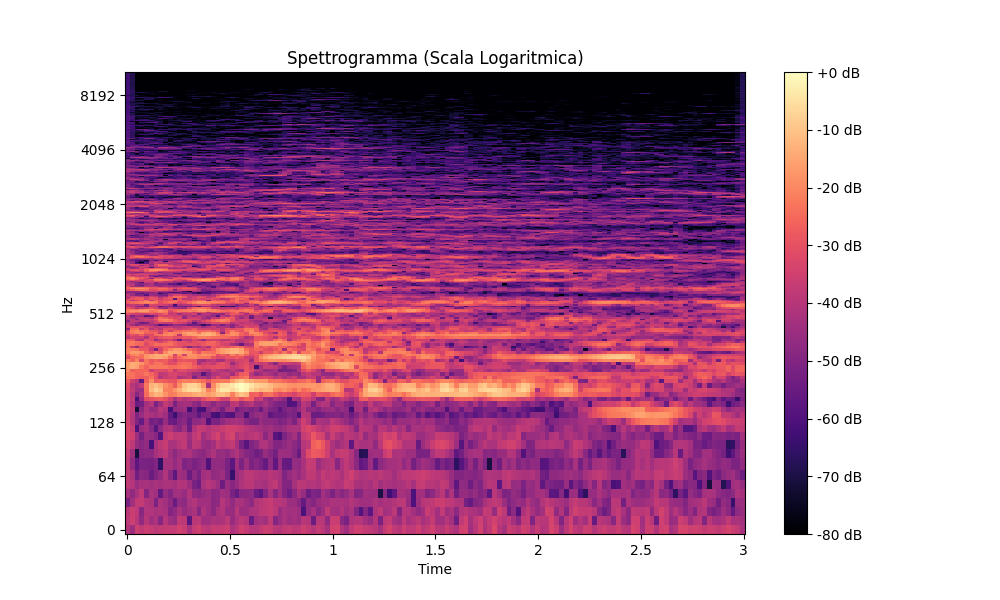 Spettrogramma (Scala Logaritmica)
Hz
8192
4096
2048
1024
512
256
128
64
0
0 0.5 1 1.5 2 2.5 3
Time
+0 dB
-10 dB
-20 dB
-30 dB
-40 dB
-50 dB
-60 dB
-70 dB
-80 dB